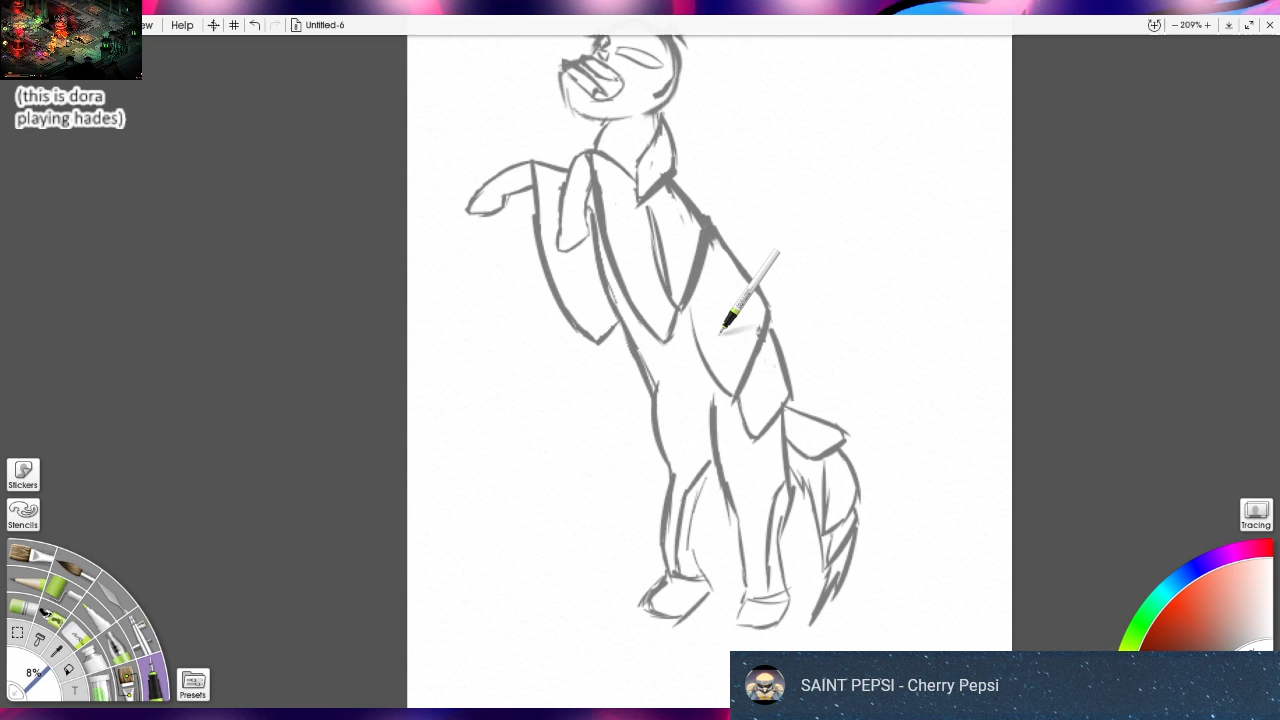 ew Help Untitled-6 209%
(this is dora
playing hades)
Stickers
Stencils
Tracing
8%
T
Presets
SAINT PEPSI - Cherry Pepsi